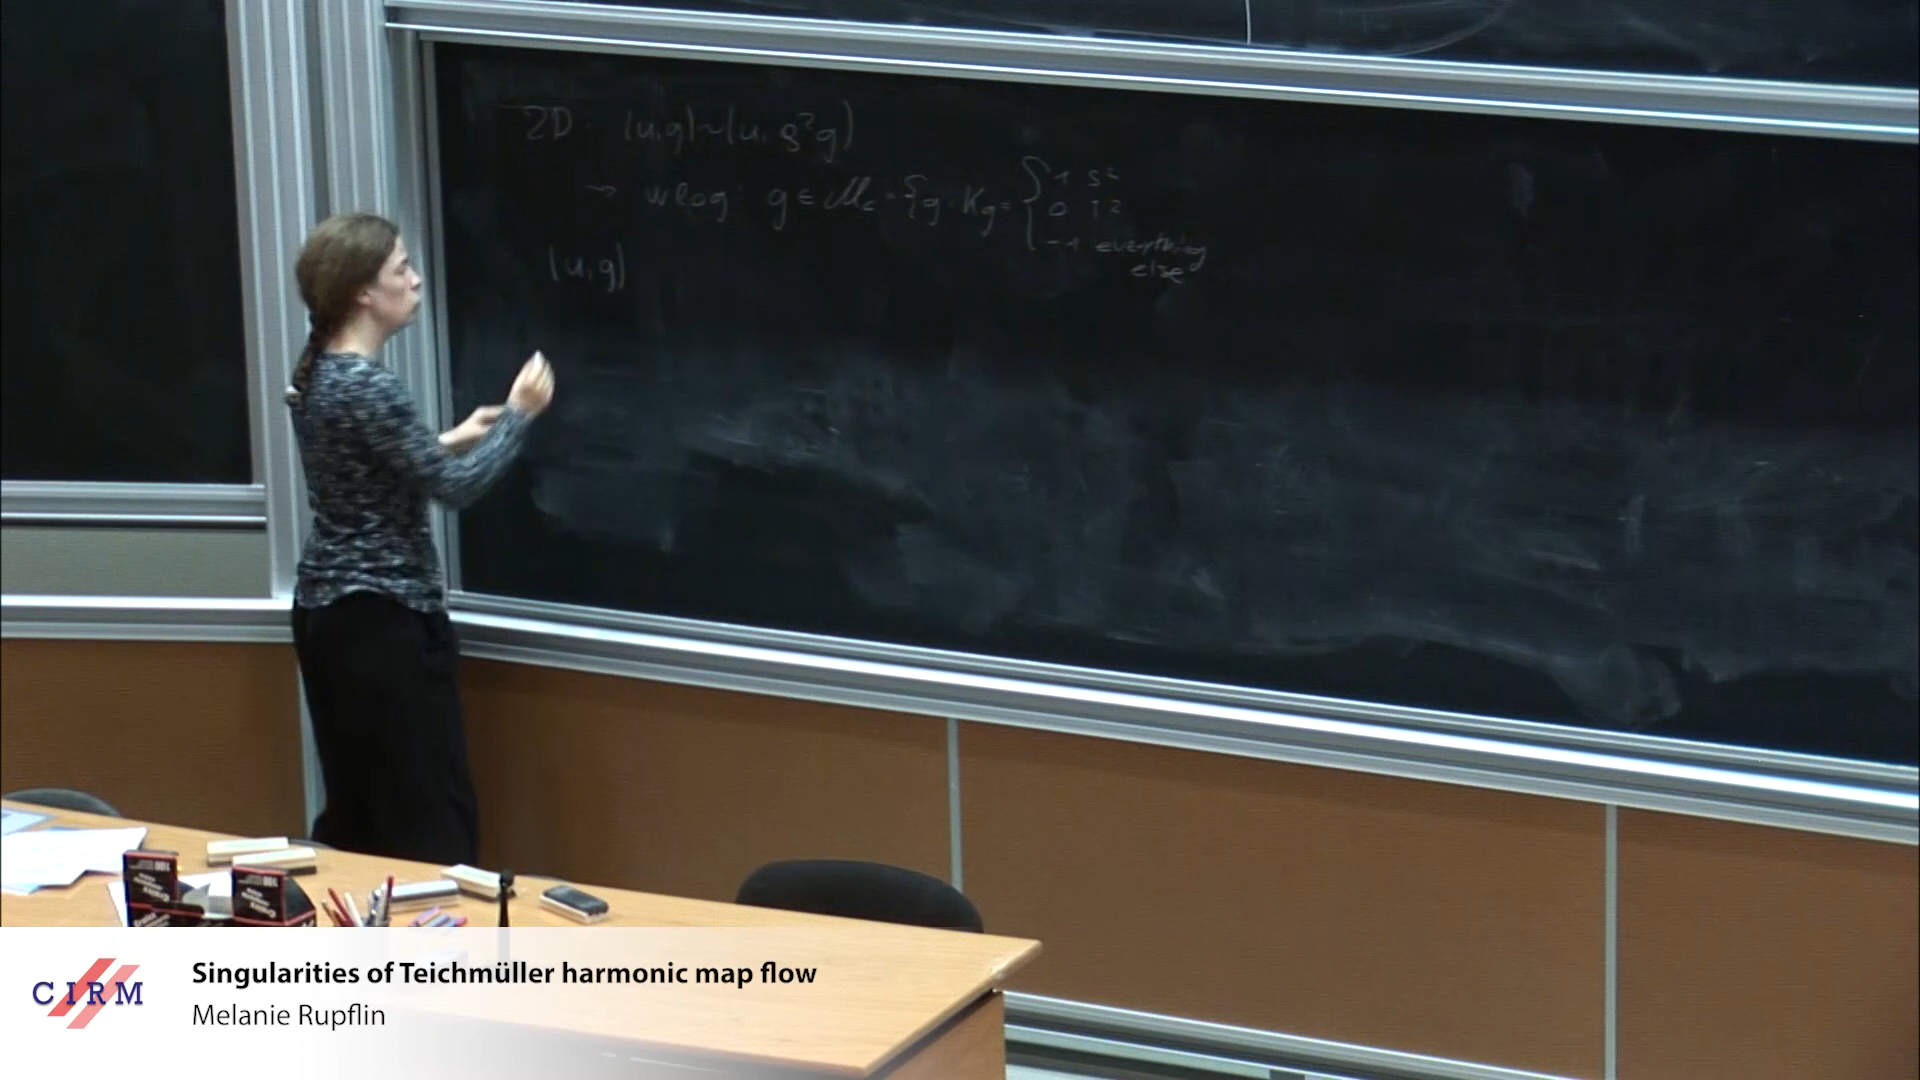 2D. (u,g)~(u, ρ²g)
→ wlog: g ∈ M_c = {g: K_g = { 1 S²
0 T²
-1 everything
else
(u,g)
CIRM
Singularities of Teichmüller harmonic map flow
Melanie Rupflin